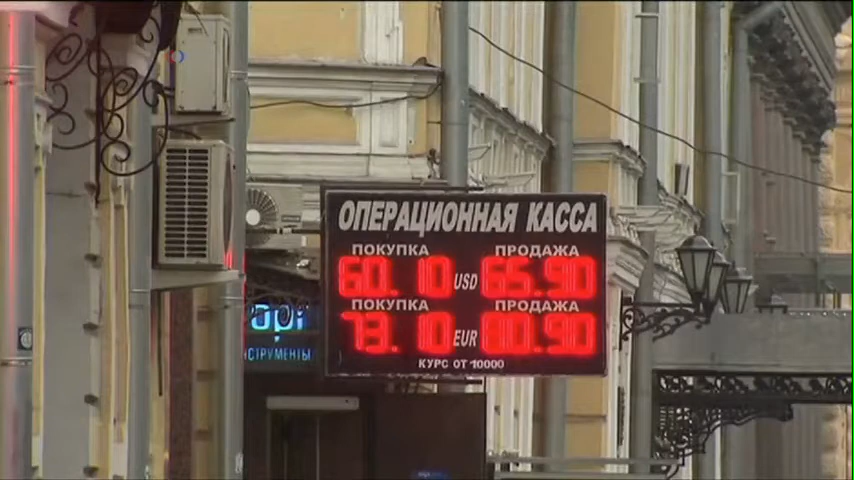 ОПЕРАЦИОННАЯ КАССА
ПОКУПКА ПРОДАЖА
60.10 USD 65.90
ПОКУПКА ПРОДАЖА
73.10 EUR 80.90
КУРС ОТ 10000